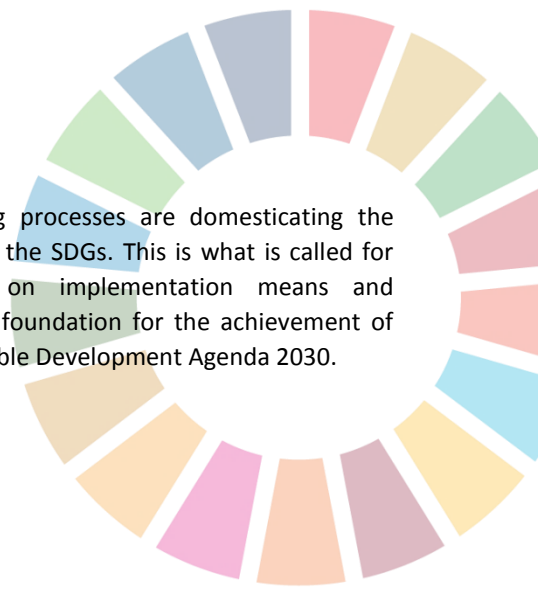 g processes are domesticating the
the SDGs. This is what is called for
on implementation means and
foundation for the achievement of
ble Development Agenda 2030.